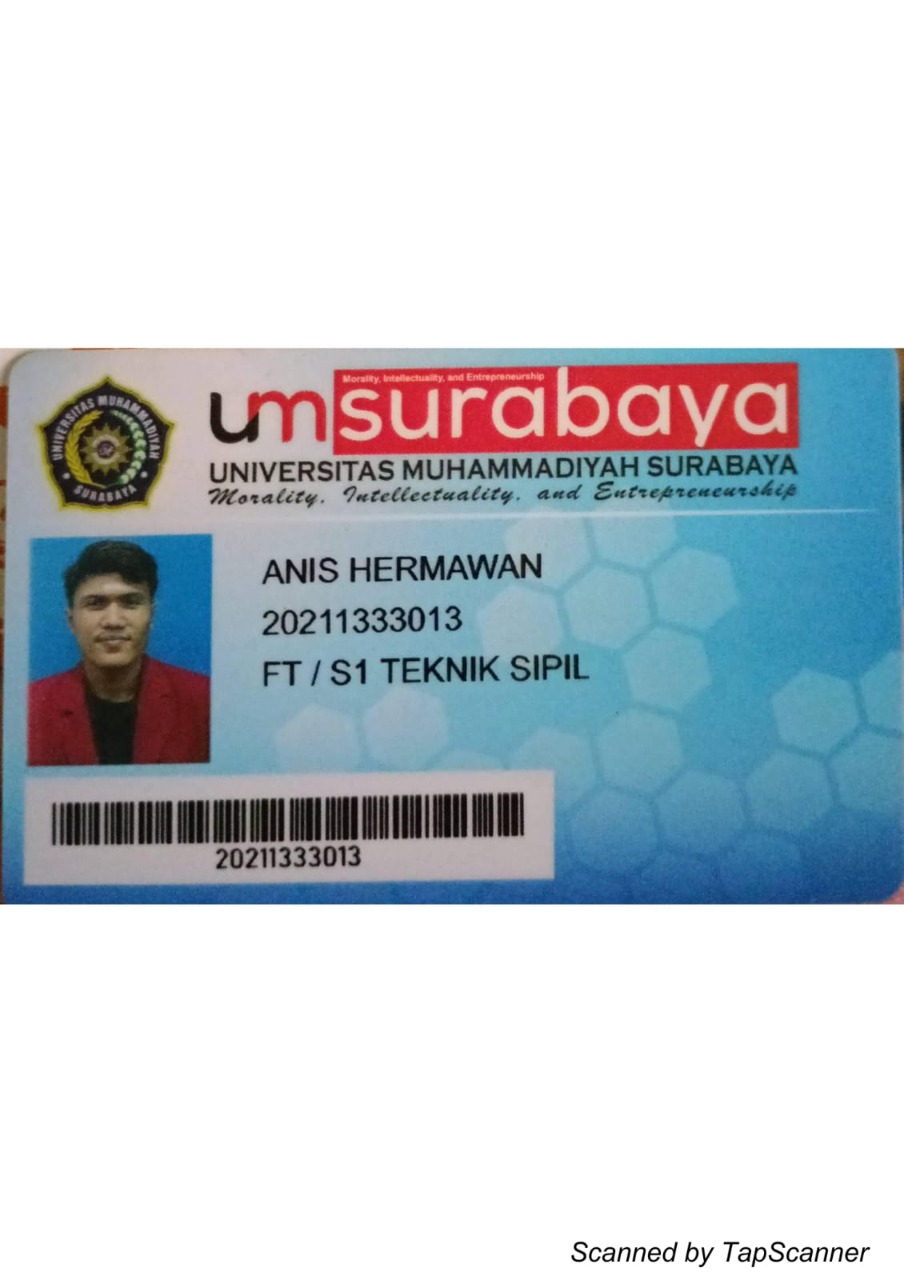 UNIVERSITAS MUHAMMADIYAH
SURABAYA
Morality, Intellectuality, and Entrepreneurship
umsurabaya
UNIVERSITAS MUHAMMADIYAH SURABAYA
Morality, Intellectuality, and Entrepreneurship
ANIS HERMAWAN
20211333013
FT / S1 TEKNIK SIPIL
20211333013
Scanned by TapScanner